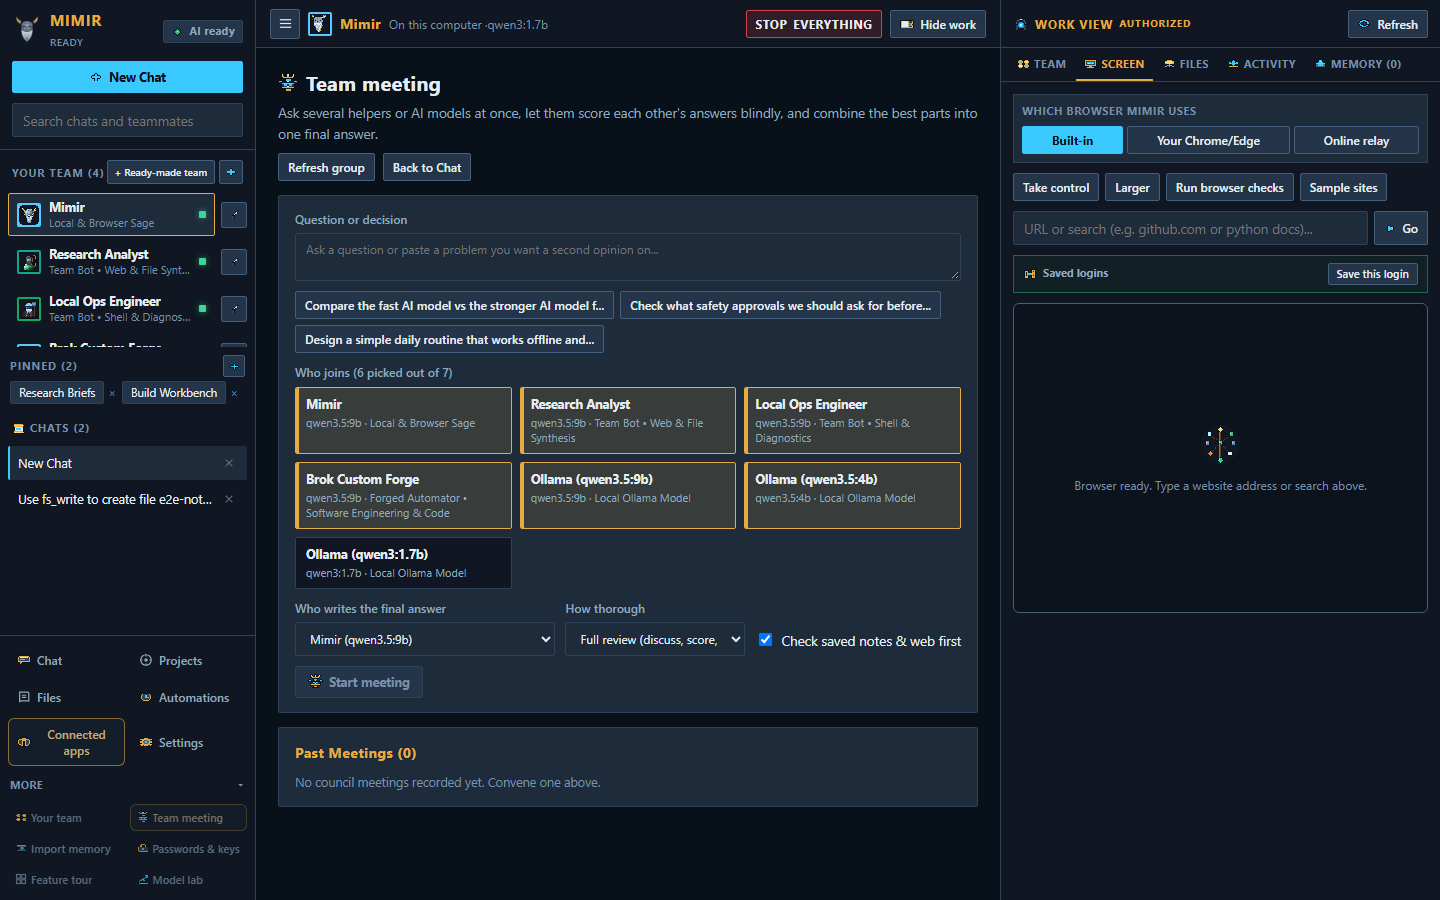 MIMIR
READY
AI ready
New Chat
Search chats and teammates
YOUR TEAM (4)
+ Ready-made team
+
Mimir
Local & Browser Sage
Research Analyst
Team Bot • Web & File Synt...
Local Ops Engineer
Team Bot • Shell & Diagnos...
Brok Custom Forge
PINNED (2)
+
Research Briefs
×
Build Workbench
×
CHATS (2)
New Chat
×
Use fs_write to create file e2e-not...
×
Chat
Projects
Files
Automations
Connected apps
Settings
MORE
Your team
Team meeting
Import memory
Passwords & keys
Feature tour
Model lab
Mimir
On this computer ·qwen3:1.7b
STOP EVERYTHING
Hide work
Team meeting
Ask several helpers or AI models at once, let them score each other's answers blindly, and combine the best parts into
one final answer.
Refresh group
Back to Chat
Question or decision
Ask a question or paste a problem you want a second opinion on...
Compare the fast AI model vs the stronger AI model f...
Check what safety approvals we should ask for before...
Design a simple daily routine that works offline and...
Who joins (6 picked out of 7)
Mimir
qwen3.5:9b · Local & Browser Sage
Research Analyst
qwen3.5:9b · Team Bot • Web & File
Synthesis
Local Ops Engineer
qwen3.5:9b · Team Bot • Shell &
Diagnostics
Brok Custom Forge
qwen3.5:9b · Forged Automator •
Software Engineering & Code
Ollama (qwen3.5:9b)
qwen3.5:9b · Local Ollama Model
Ollama (qwen3.5:4b)
qwen3.5:4b · Local Ollama Model
Ollama (qwen3:1.7b)
qwen3:1.7b · Local Ollama Model
Who writes the final answer
Mimir (qwen3.5:9b)
How thorough
Full review (discuss, score,
Check saved notes & web first
Start meeting
Past Meetings (0)
No council meetings recorded yet. Convene one above.
WORK VIEW AUTHORIZED
Refresh
TEAM
SCREEN
FILES
ACTIVITY
MEMORY (0)
WHICH BROWSER MIMIR USES
Built-in
Your Chrome/Edge
Online relay
Take control
Larger
Run browser checks
Sample sites
URL or search (e.g. github.com or python docs)...
Go
Saved logins
Save this login
Browser ready. Type a website address or search above.